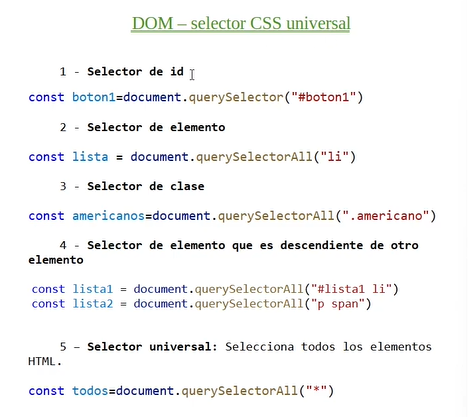 DOM – selector CSS universal
1 - Selector de id
const boton1=document.querySelector("#boton1")
2 - Selector de elemento
const lista = document.querySelectorAll("li")
3 - Selector de clase
const americanos=document.querySelectorAll(".americano")
4 - Selector de elemento que es descendiente de otro
elemento
const lista1 = document.querySelectorAll("#lista1 li")
const lista2 = document.querySelectorAll("p span")
5 – Selector universal: Selecciona todos los elementos
HTML.
const todos=document.querySelectorAll("*")